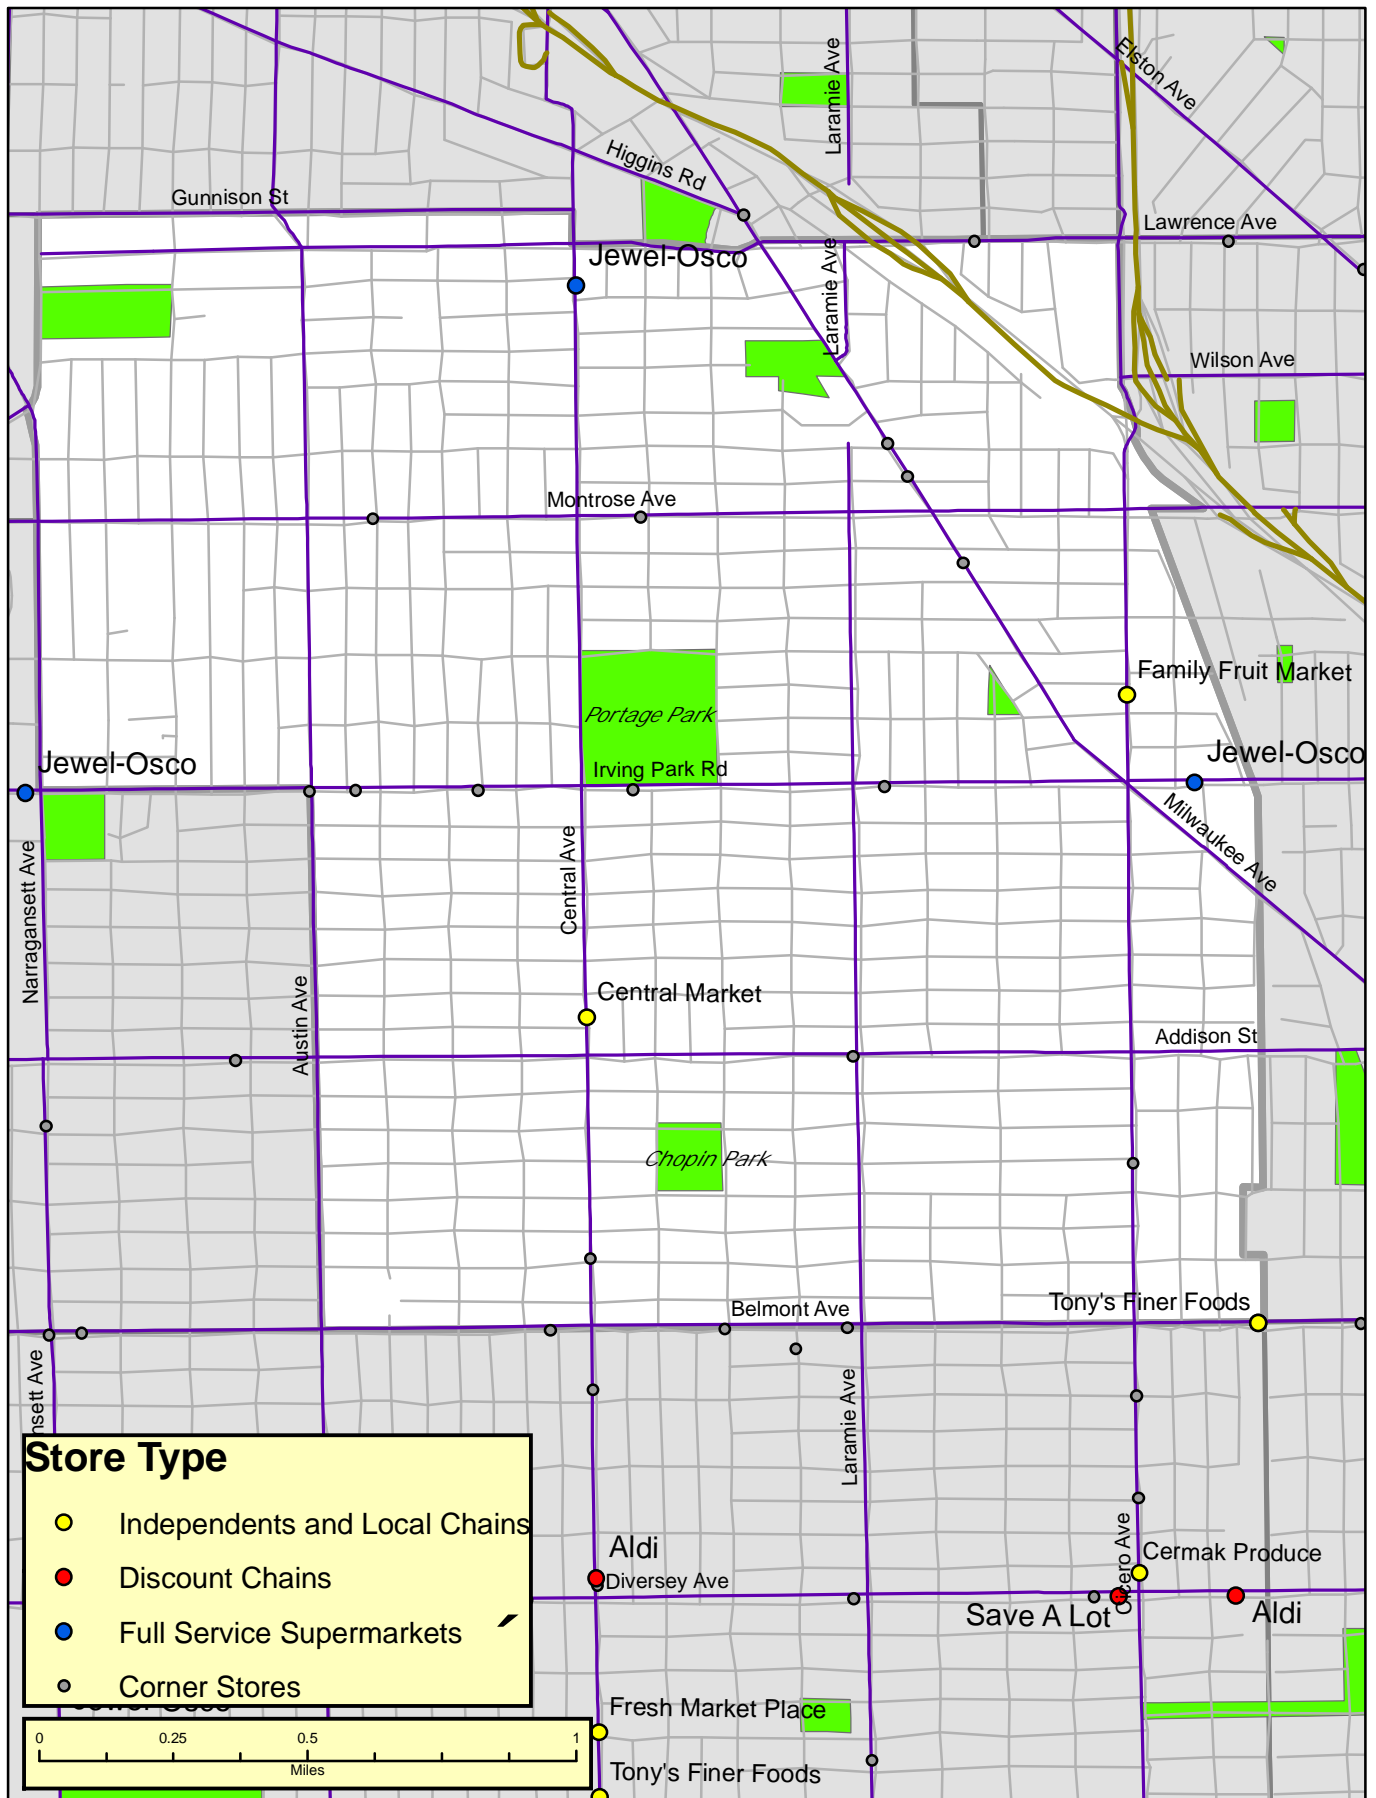 Elston Ave
Laramie Ave
Higgins Rd
Gunnison St
Lawrence Ave
Jewel-Osco
Laramie Ave
Wilson Ave
Montrose Ave
Family Fruit Market
Portage Park
Jewel-Osco
Jewel-Osco
Irving Park Rd
Milwaukee Ave
Narragansett Ave
Central Ave
Central Market
Austin Ave
Addison St
Chopin Park
Tony's Finer Foods
Belmont Ave
nsett Ave
Laramie Ave
Store Type
Independents and Local Chains
Discount Chains
Full Service Supermarkets
Corner Stores
Aldi
Diversey Ave
Cicero Ave
Cermak Produce
Save A Lot
Aldi
Jewel-Osco
Fresh Market Place
0 0.25 0.5 1
Miles
Tony's Finer Foods